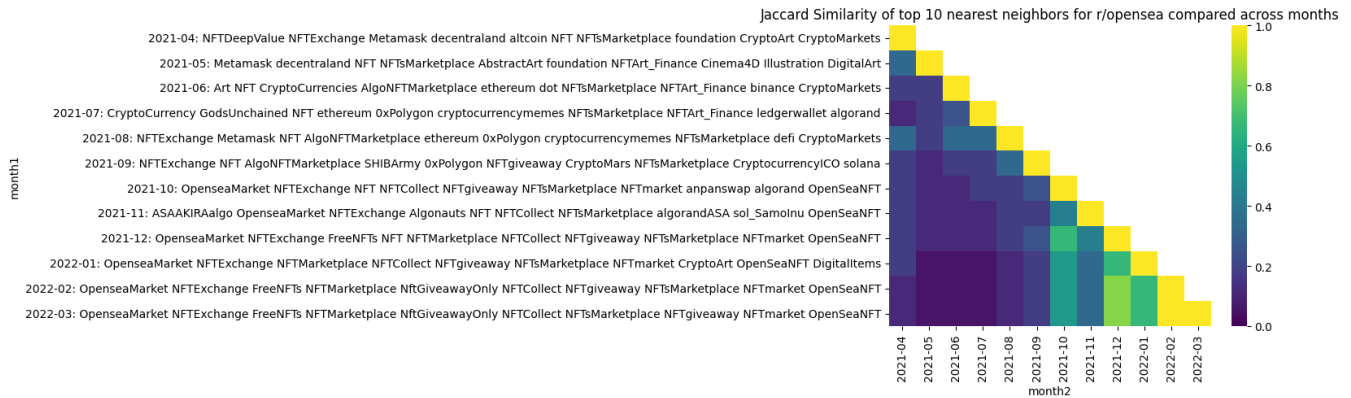 Jaccard Similarity of top 10 nearest neighbors for r/opensea compared across months
2021-04: NFTDeepValue NFTExchange Metamask decentraland altcoin NFT NFTsMarketplace foundation CryptoArt CryptoMarkets
2021-05: Metamask decentraland NFT NFTsMarketplace AbstractArt foundation NFTArt_Finance Cinema4D Illustration DigitalArt
2021-06: Art NFT CryptoCurrencies AlgoNFTMarketplace ethereum dot NFTsMarketplace NFTArt_Finance binance CryptoMarkets
2021-07: CryptoCurrency GodsUnchained NFT ethereum 0xPolygon cryptocurrencymemes NFTsMarketplace NFTArt_Finance ledgerwallet algorand
2021-08: NFTExchange Metamask NFT AlgoNFTMarketplace ethereum 0xPolygon cryptocurrencymemes NFTsMarketplace defi CryptoMarkets
2021-09: NFTExchange NFT AlgoNFTMarketplace SHIBArmy 0xPolygon NFTgiveaway CryptoMars NFTsMarketplace CryptocurrencyICO solana
2021-10: OpenseaMarket NFTExchange NFT NFTCollect NFTgiveaway NFTsMarketplace NFTmarket anpanswap algorand OpenSeaNFT
2021-11: ASAAKIRAalgo OpenseaMarket NFTExchange Algonauts NFT NFTCollect NFTsMarketplace algorandASA sol_SamoInu OpenSeaNFT
2021-12: OpenseaMarket NFTExchange FreeNFTs NFT NFTMarketplace NFTCollect NFTgiveaway NFTsMarketplace NFTmarket OpenSeaNFT
2022-01: OpenseaMarket NFTExchange NFTMarketplace NFTCollect NFTgiveaway NFTsMarketplace NFTmarket CryptoArt OpenSeaNFT DigitalItems
2022-02: OpenseaMarket NFTExchange FreeNFTs NFTMarketplace NftGiveawayOnly NFTCollect NFTgiveaway NFTsMarketplace NFTmarket OpenSeaNFT
2022-03: OpenseaMarket NFTExchange FreeNFTs NFTMarketplace NftGiveawayOnly NFTCollect NFTsMarketplace NFTgiveaway NFTmarket OpenSeaNFT
month1
2021-04
2021-05
2021-06
2021-07
2021-08
2021-09
2021-10
2021-11
2021-12
2022-01
2022-02
2022-03
month2
1.0
0.8
0.6
0.4
0.2
0.0